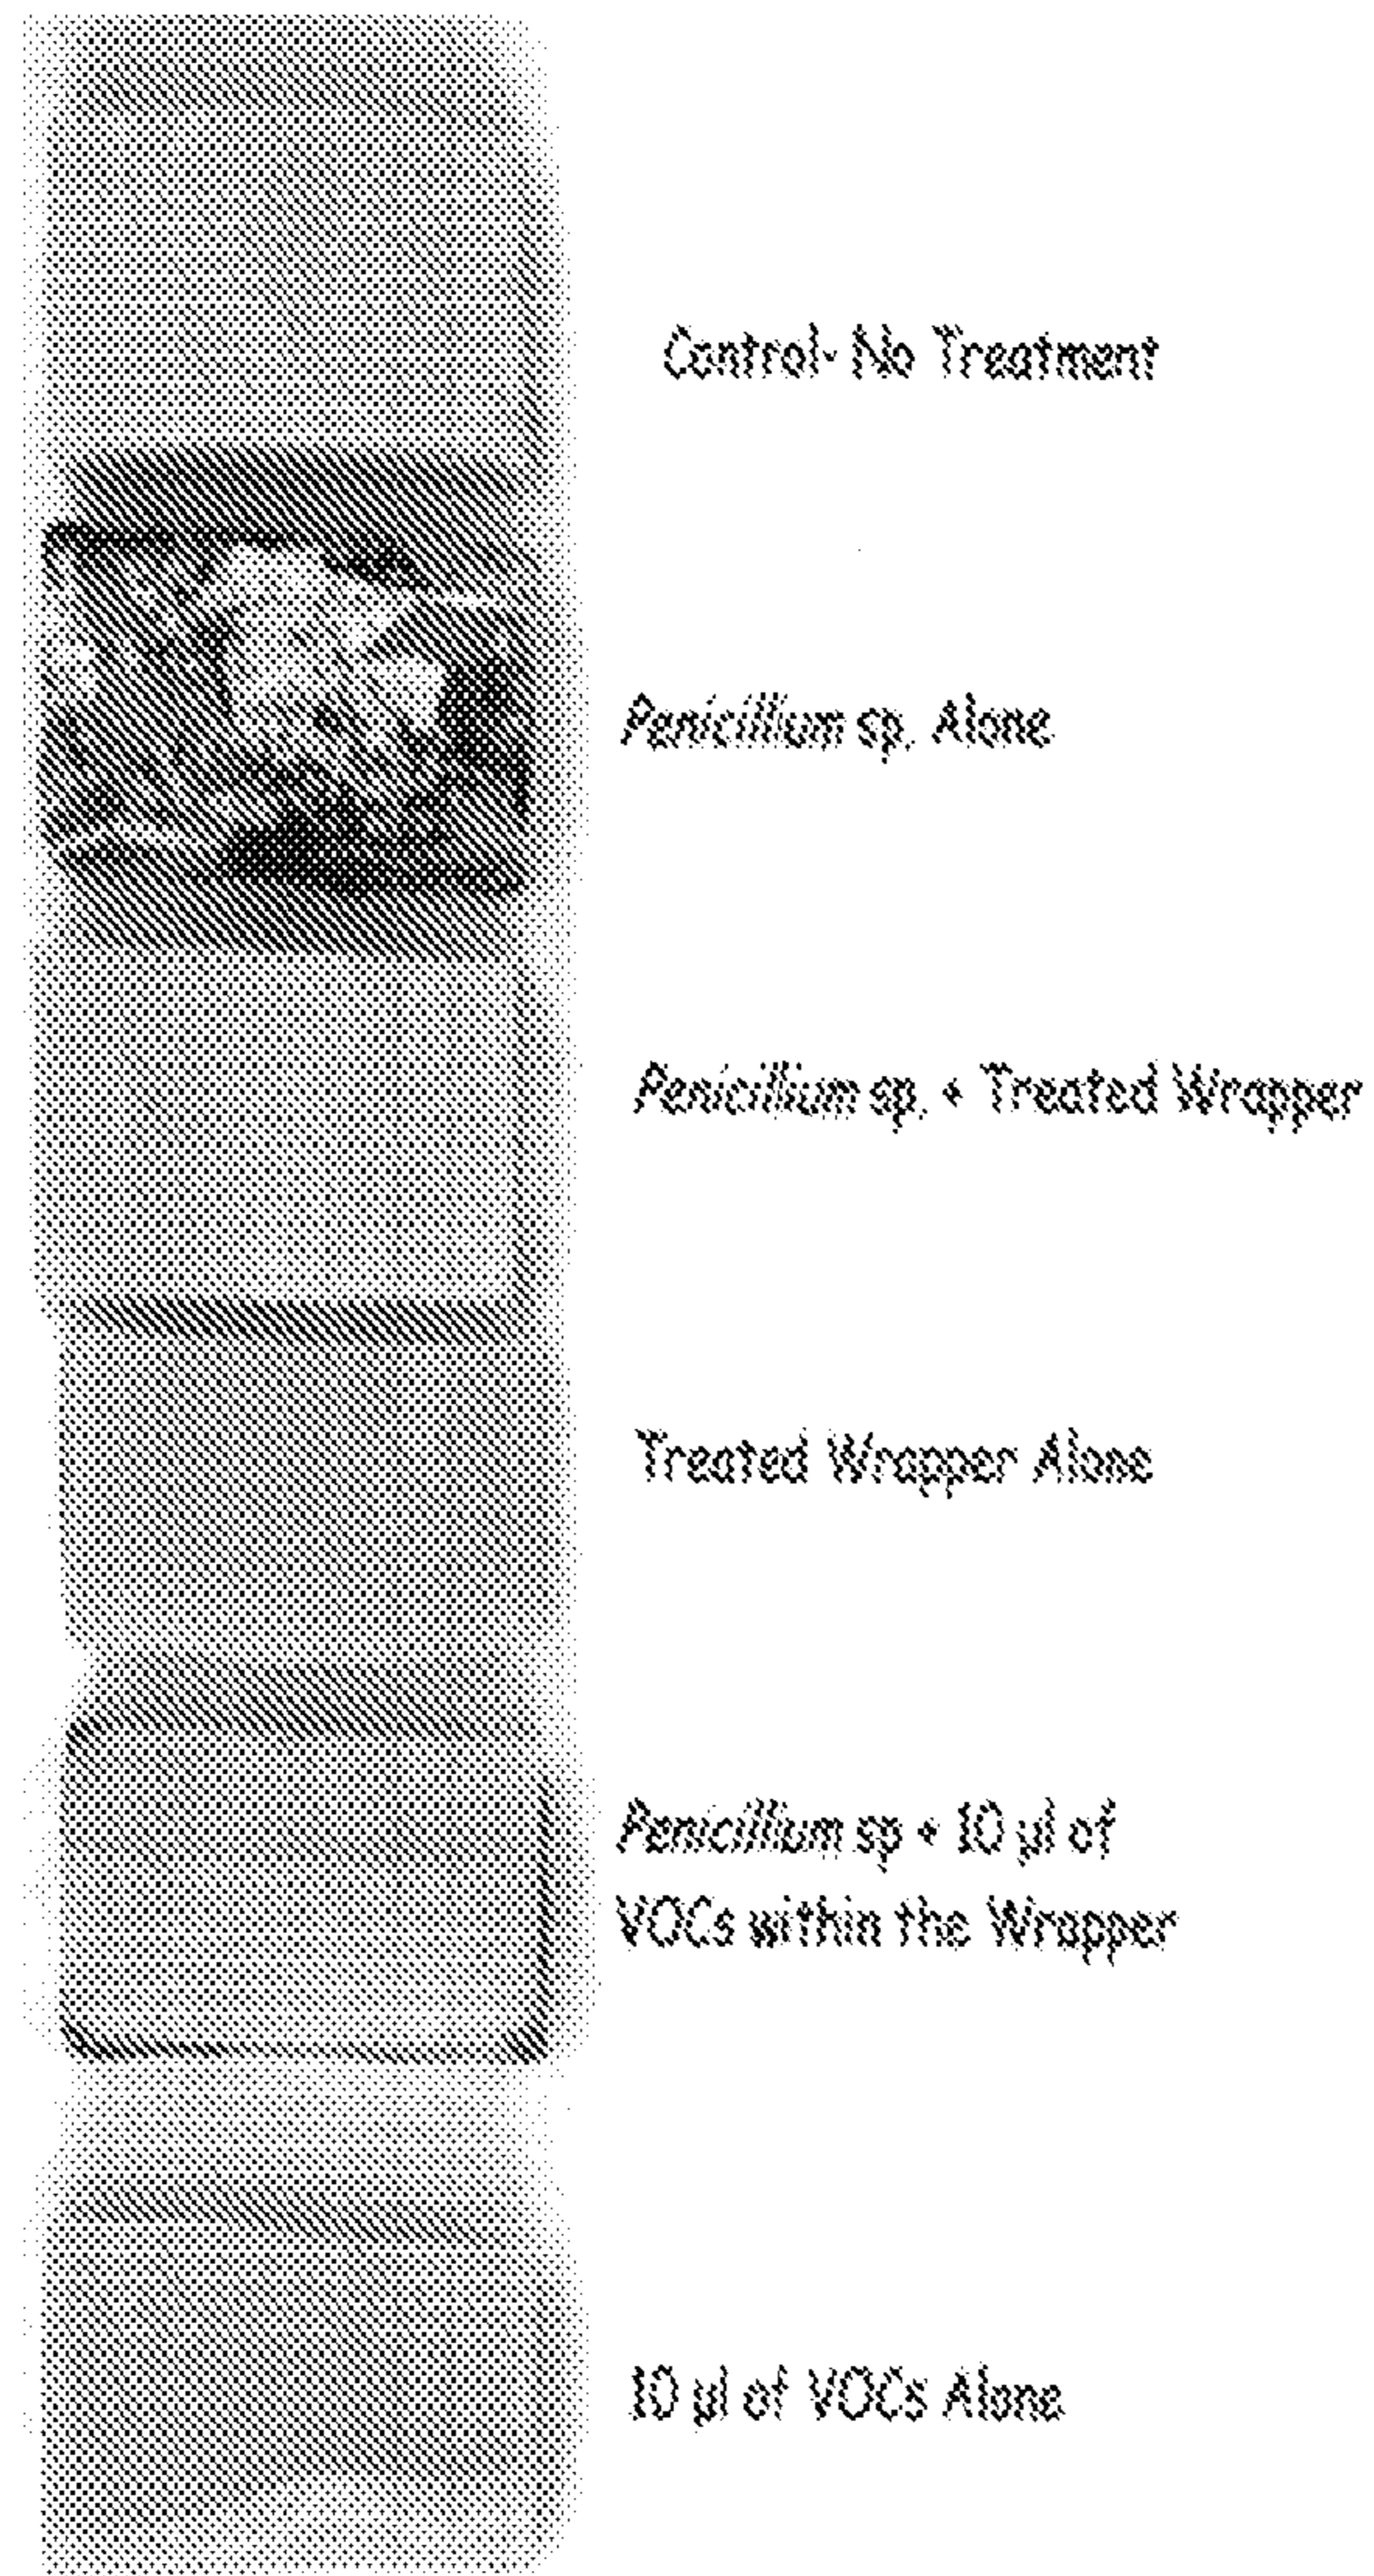 Control- No Treatment
Penicillium sp. Alone
Penicillium sp. + Treated Wrapper
Treated Wrapper Alone
Penicillium sp + 10 µl of
VOCs within the Wrapper
10 µl of VOCs Alone